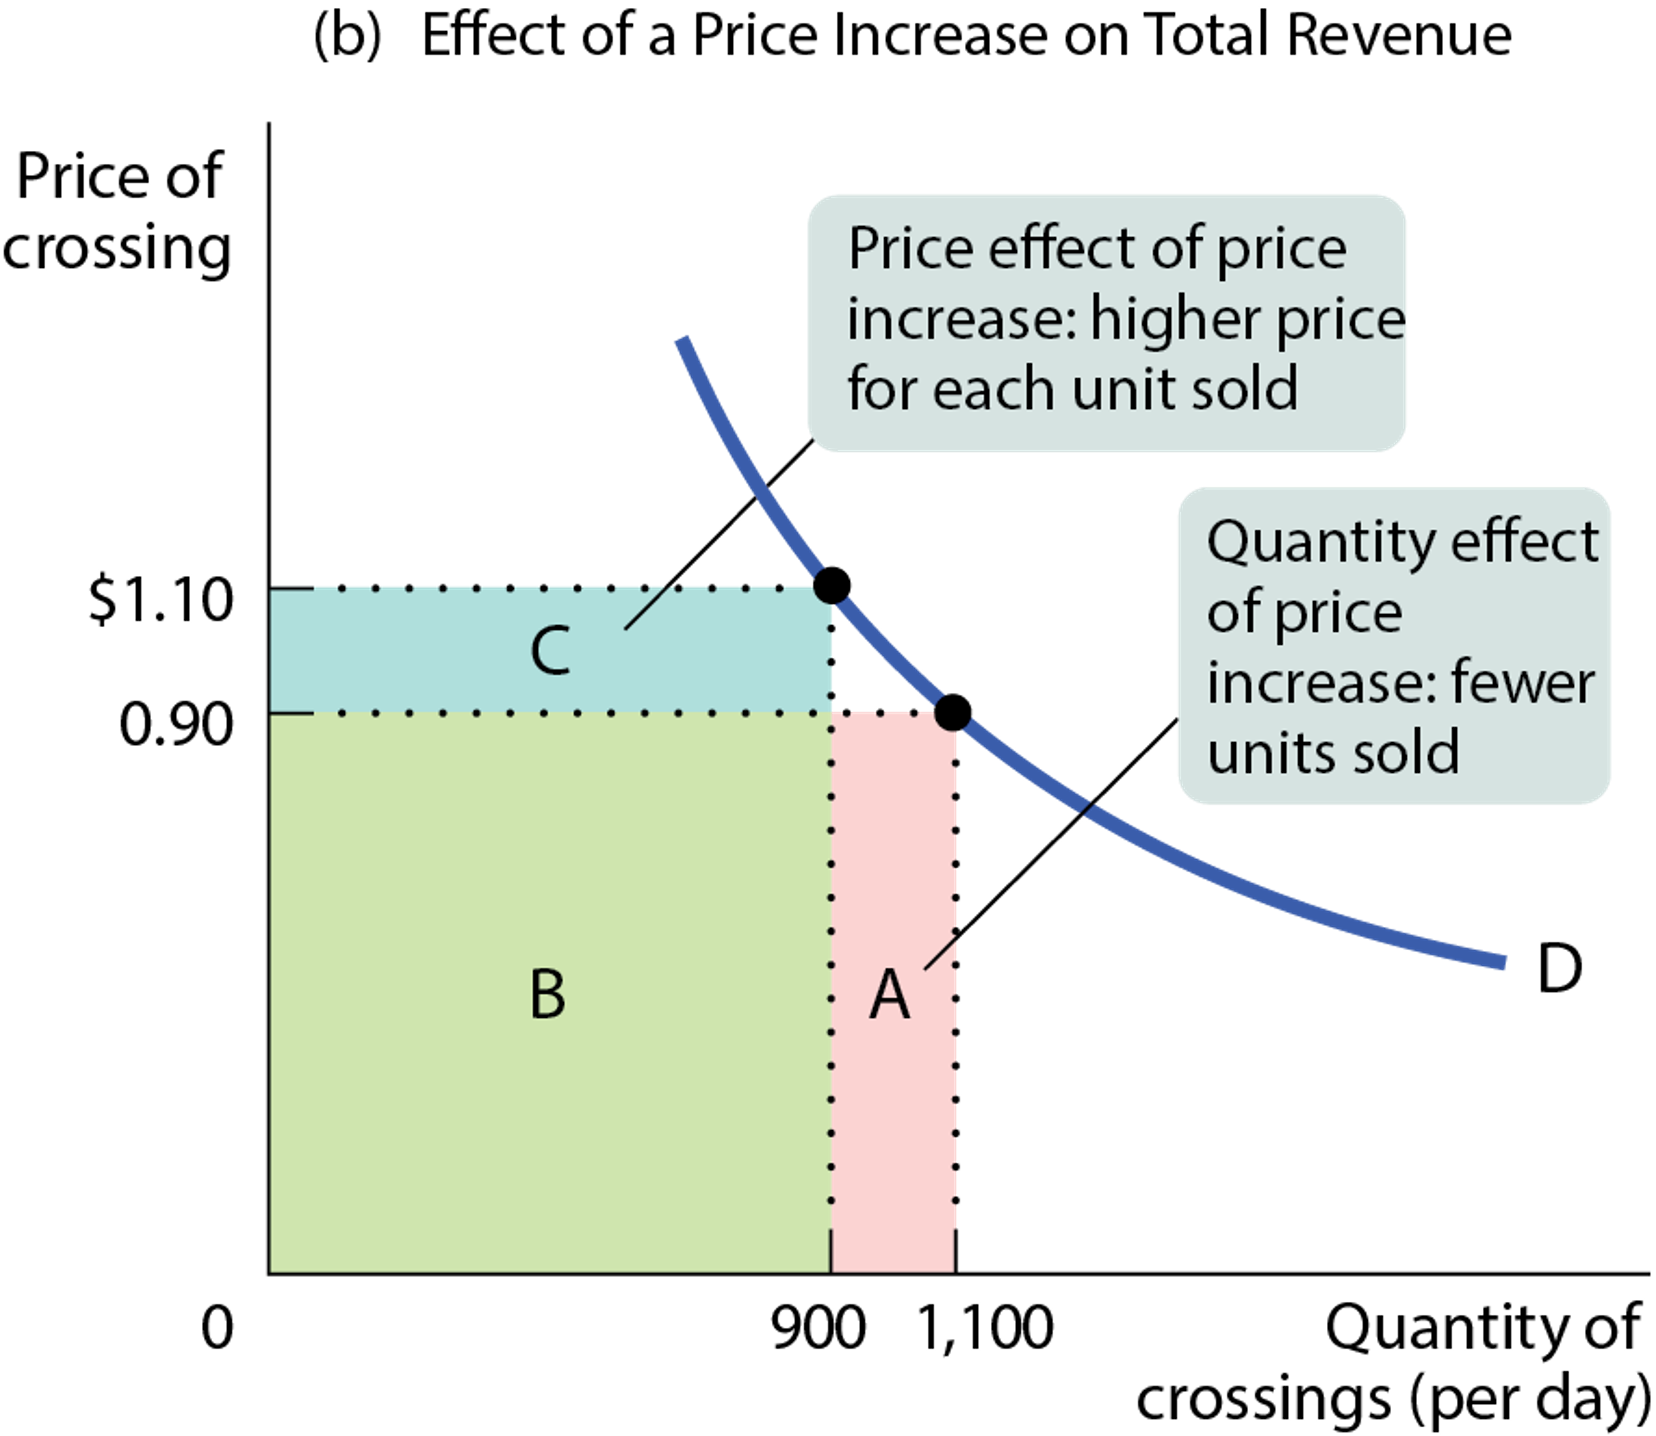 (b) Effect of a Price Increase on Total Revenue
Price of
crossing
Price effect of price
increase: higher price
for each unit sold
Quantity effect
of price
increase: fewer
units sold
$1.10
C
0.90
B
A
D
0
900
1,100
Quantity of
crossings (per day)